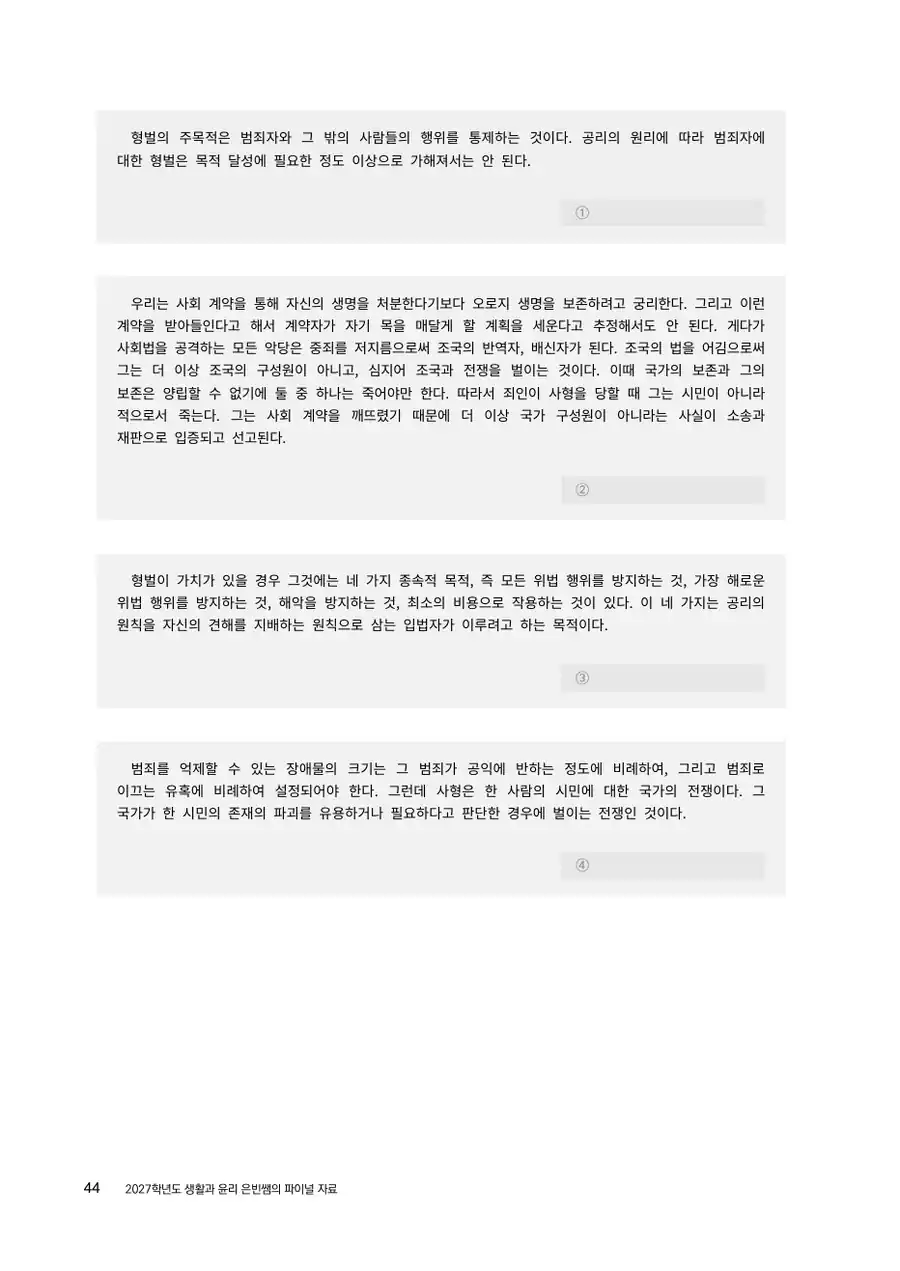 형벌의 주목적은 범죄자와 그 밖의 사람들의 행위를 통제하는 것이다. 공리의 원리에 따라 범죄자에
대한 형벌은 목적 달성에 필요한 정도 이상으로 가해져서는 안 된다.
①
우리는 사회 계약을 통해 자신의 생명을 처분한다기보다 오로지 생명을 보존하려고 궁리한다. 그리고 이런
계약을 받아들인다고 해서 계약자가 자기 목을 매달게 할 계획을 세운다고 추정해서도 안 된다. 게다가
사회법을 공격하는 모든 악당은 중죄를 저지름으로써 조국의 반역자, 배신자가 된다. 조국의 법을 어김으로써
그는 더 이상 조국의 구성원이 아니고, 심지어 조국과 전쟁을 벌이는 것이다. 이때 국가의 보존과 그의
보존은 양립할 수 없기에 둘 중 하나는 죽어야만 한다. 따라서 죄인이 사형을 당할 때 그는 시민이 아니라
적으로서 죽는다. 그는 사회 계약을 깨뜨렸기 때문에 더 이상 국가 구성원이 아니라는 사실이 소송과
재판으로 입증되고 선고된다.
②
형벌이 가치가 있을 경우 그것에는 네 가지 종속적 목적, 즉 모든 위법 행위를 방지하는 것, 가장 해로운
위법 행위를 방지하는 것, 해악을 방지하는 것, 최소의 비용으로 작용하는 것이 있다. 이 네 가지는 공리의
원칙을 자신의 견해를 지배하는 원칙으로 삼는 입법자가 이루려고 하는 목적이다.
③
범죄를 억제할 수 있는 장애물의 크기는 그 범죄가 공익에 반하는 정도에 비례하여, 그리고 범죄로
이끄는 유혹에 비례하여 설정되어야 한다. 그런데 사형은 한 사람의 시민에 대한 국가의 전쟁이다. 그
국가가 한 시민의 존재의 파괴를 유용하거나 필요하다고 판단한 경우에 벌이는 전쟁인 것이다.
④
44 2027학년도 생활과 윤리 은빈쌤의 파이널 자료